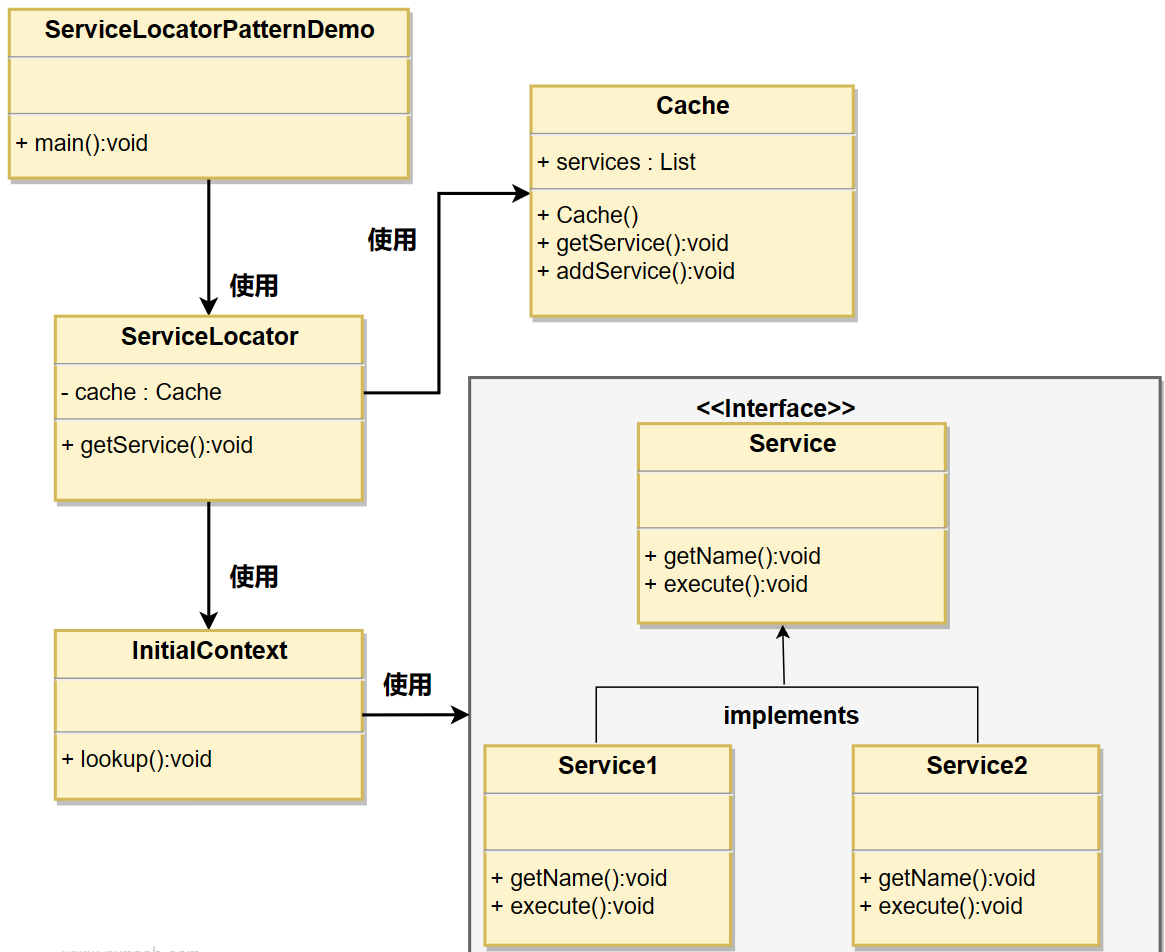 ServiceLocatorPatternDemo
+ main():void
使用
Cache
+ services : List
+ Cache()
+ getService():void
+ addService():void
使用
ServiceLocator
- cache : Cache
+ getService():void
使用
InitialContext
+ lookup():void
使用
<<Interface>>
Service
+ getName():void
+ execute():void
implements
Service1
+ getName():void
+ execute():void
Service2
+ getName():void
+ execute():void